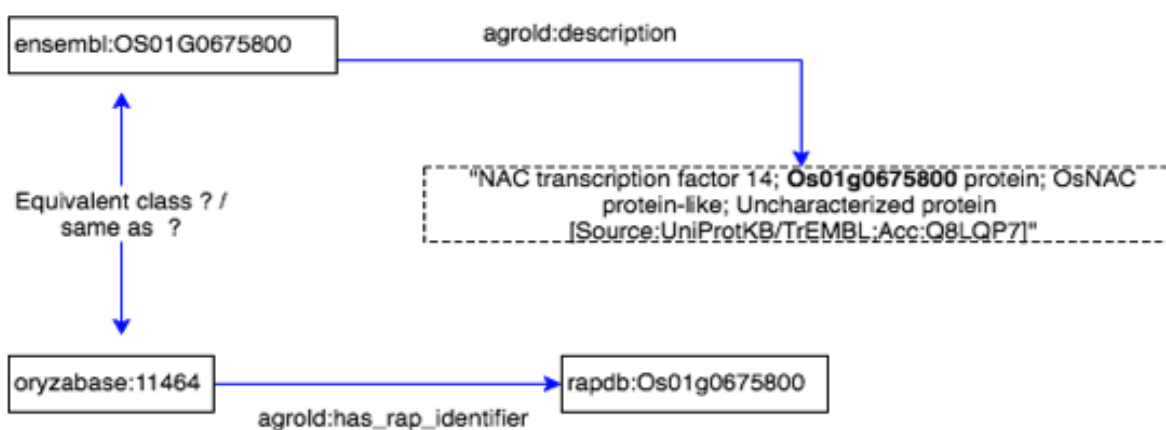 ensembl:OS01G0675800
agrold:description
"NAC transcription factor 14; Os01g0675800 protein; OsNAC
protein-like; Uncharacterized protein
[Source:UniProtKB/TrEMBL;Acc:Q8LQP7]"
Equivalent class ? /
same as ?
oryzabase:11464
agrold:has_rap_identifier
rapdb:Os01g0675800